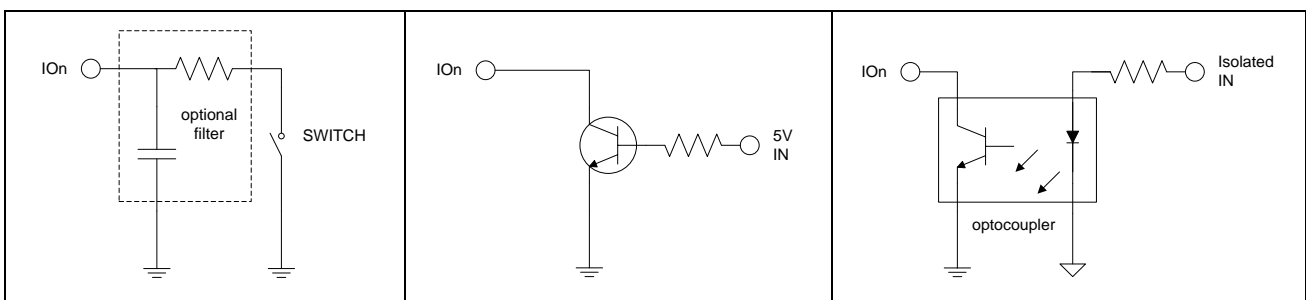 IOn
optional
filter
SWITCH
IOn
5V
IN
IOn
Isolated
IN
optocoupler